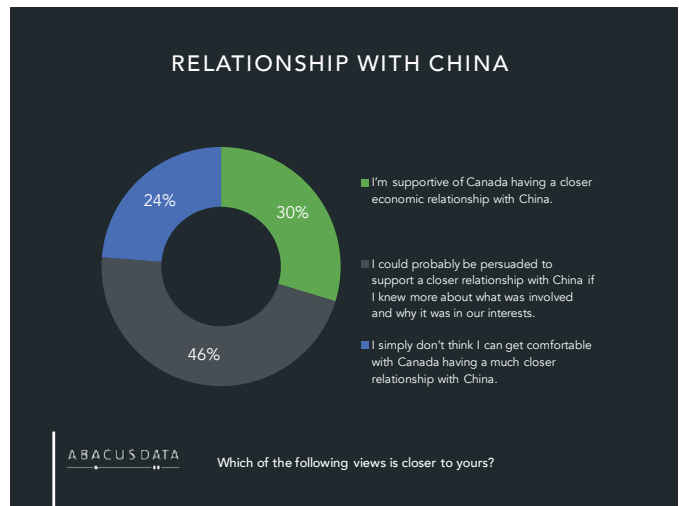 RELATIONSHIP WITH CHINA
24%
30%
46%
I'm supportive of Canada having a closer
economic relationship with China.
I could probably be persuaded to
support a closer relationship with China if
I knew more about what was involved
and why it was in our interests.
I simply don't think I can get comfortable
with Canada having a much closer
relationship with China.
ABACUS DATA
Which of the following views is closer to yours?